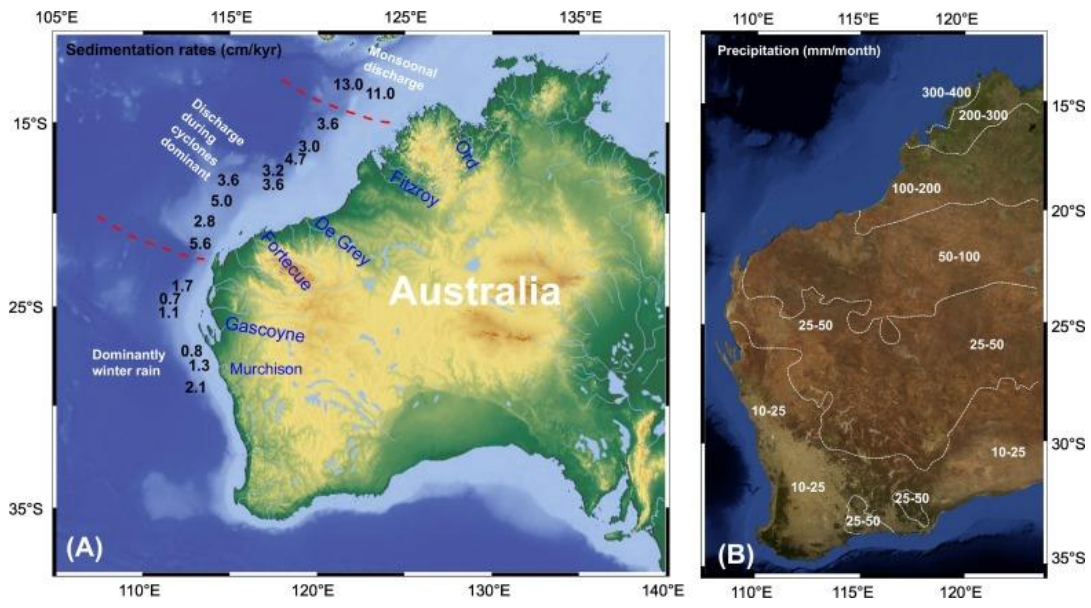 105°E 115°E 125°E 135°E
Sedimentation rates (cm/kyr)
Monsoonal
discharge
13.0
11.0
15°S
3.6
Discharge
during
cyclones
dominant
3.0
4.7
3.2
3.6
3.6
5.0
2.8
5.6
Ord
Fitzroy
De Grey
Fortecue
Australia
25°S
1.7
0.7
1.1
Gascoyne
Dominantly
winter rain
0.8
1.3
2.1
Murchison
35°S
(A)
110°E 120°E 130°E 140°E
110°E 115°E 120°E
Precipitation (mm/month)
300-400
200-300
15°S
100-200
20°S
50-100
25°S
25-50
25-50
10-25
30°S
10-25
10-25
25-50
25-50
(B)
35°S
110°E 115°E 120°E